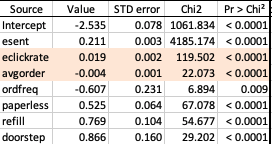 Source Value STD error Chi2 Pr > Chi²
Intercept -2.535 0.078 1061.834 < 0.0001
esent 0.211 0.003 4185.174 < 0.0001
eclickrate 0.019 0.002 119.502 < 0.0001
avgorder -0.004 0.001 22.073 < 0.0001
ordfreq -0.607 0.231 6.894 0.009
paperless 0.525 0.064 67.078 < 0.0001
refill 0.769 0.104 54.677 < 0.0001
doorstep 0.866 0.160 29.202 < 0.0001